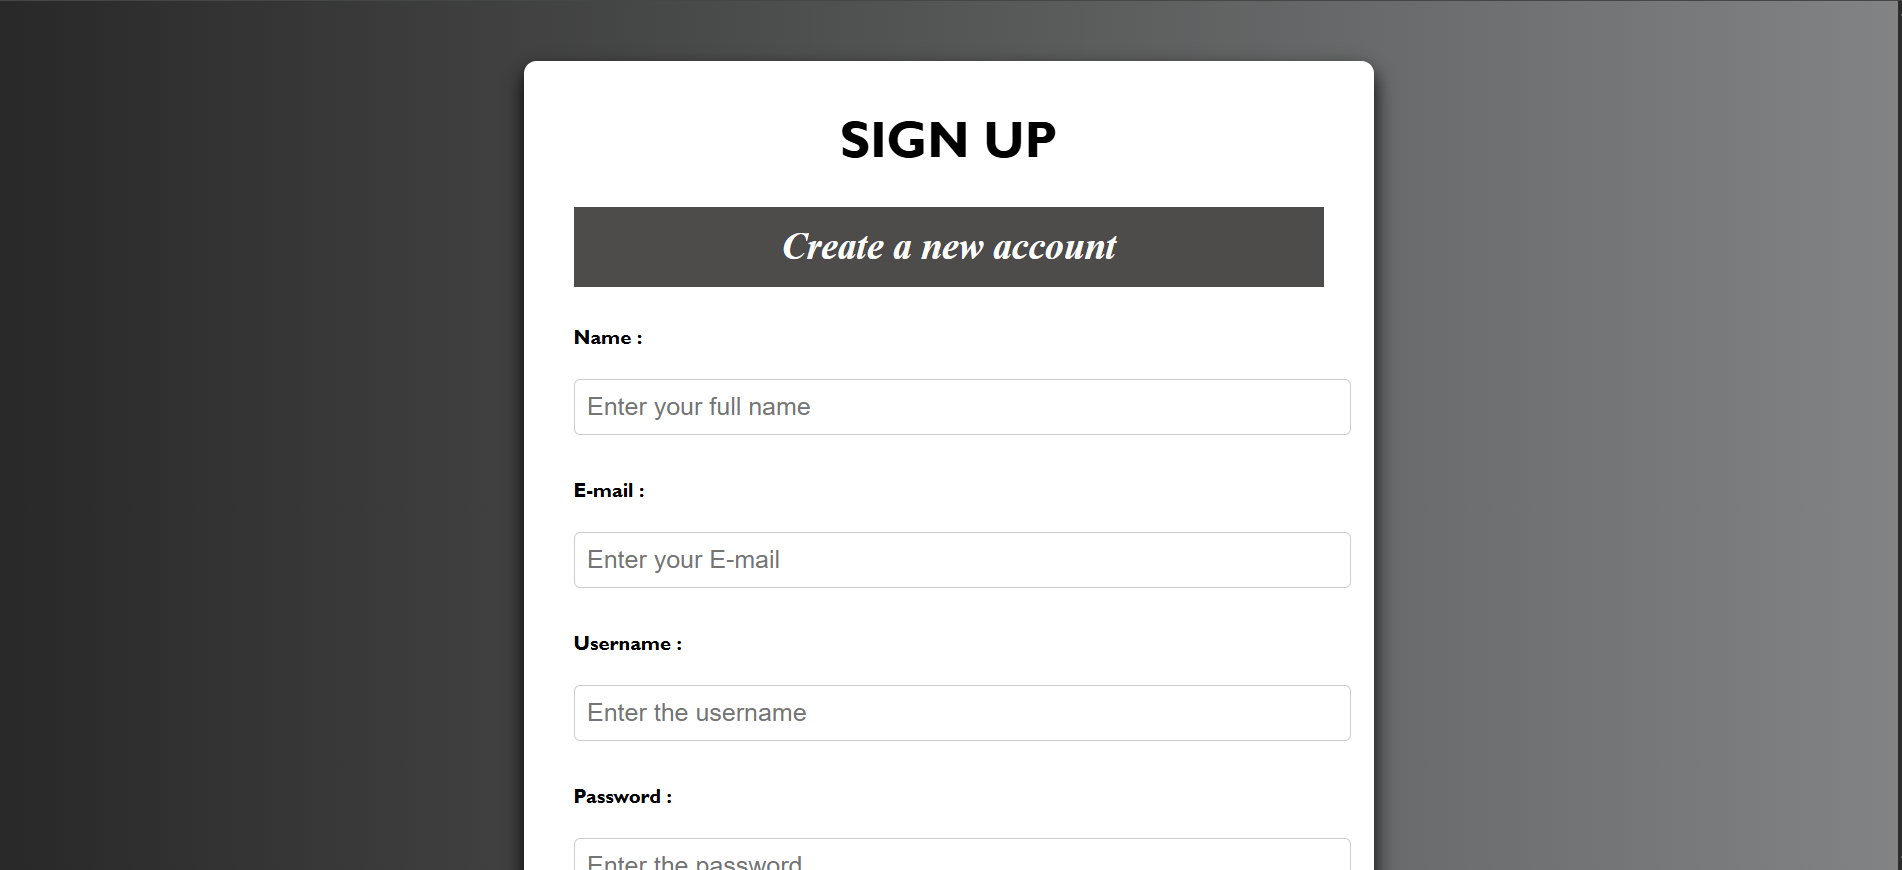 SIGN UP
Create a new account
Name :
Enter your full name
E-mail :
Enter your E-mail
Username :
Enter the username
Password :
Enter the password